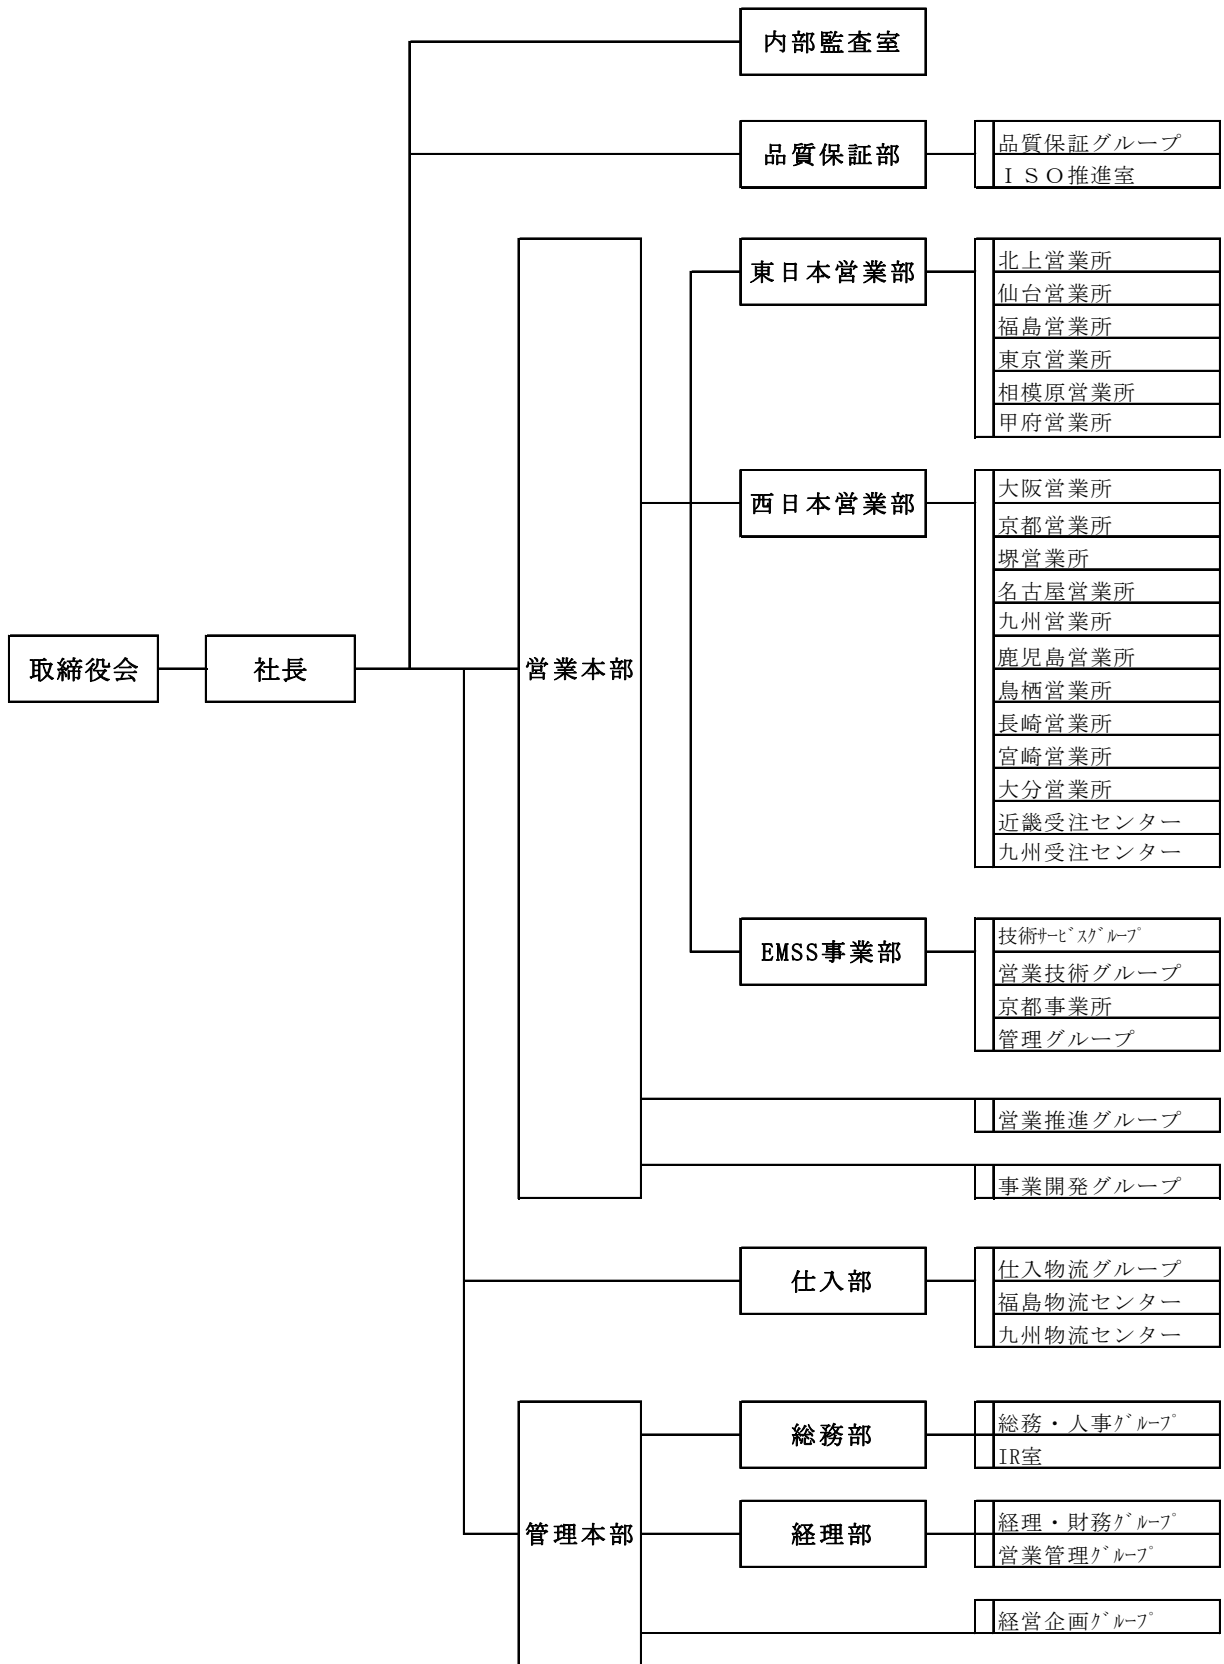 内部監査室
品質保証部
品質保証グループ
ＩＳＯ推進室
東日本営業部
北上営業所
仙台営業所
福島営業所
東京営業所
相模原営業所
甲府営業所
西日本営業部
大阪営業所
京都営業所
堺営業所
名古屋営業所
九州営業所
鹿児島営業所
鳥栖営業所
長崎営業所
宮崎営業所
大分営業所
近畿受注センター
九州受注センター
取締役会
社長
営業本部
EMSS事業部
技術ｻｰﾋﾞｽｸﾞﾙｰﾌﾟ
営業技術グループ
京都事業所
管理グループ
営業推進グループ
事業開発グループ
仕入部
仕入物流グループ
福島物流センター
九州物流センター
管理本部
総務部
総務・人事ｸﾞﾙｰﾌﾟ
IR室
経理部
経理・財務ｸﾞﾙｰﾌﾟ
営業管理ｸﾞﾙｰﾌﾟ
経営企画ｸﾞﾙｰﾌﾟ